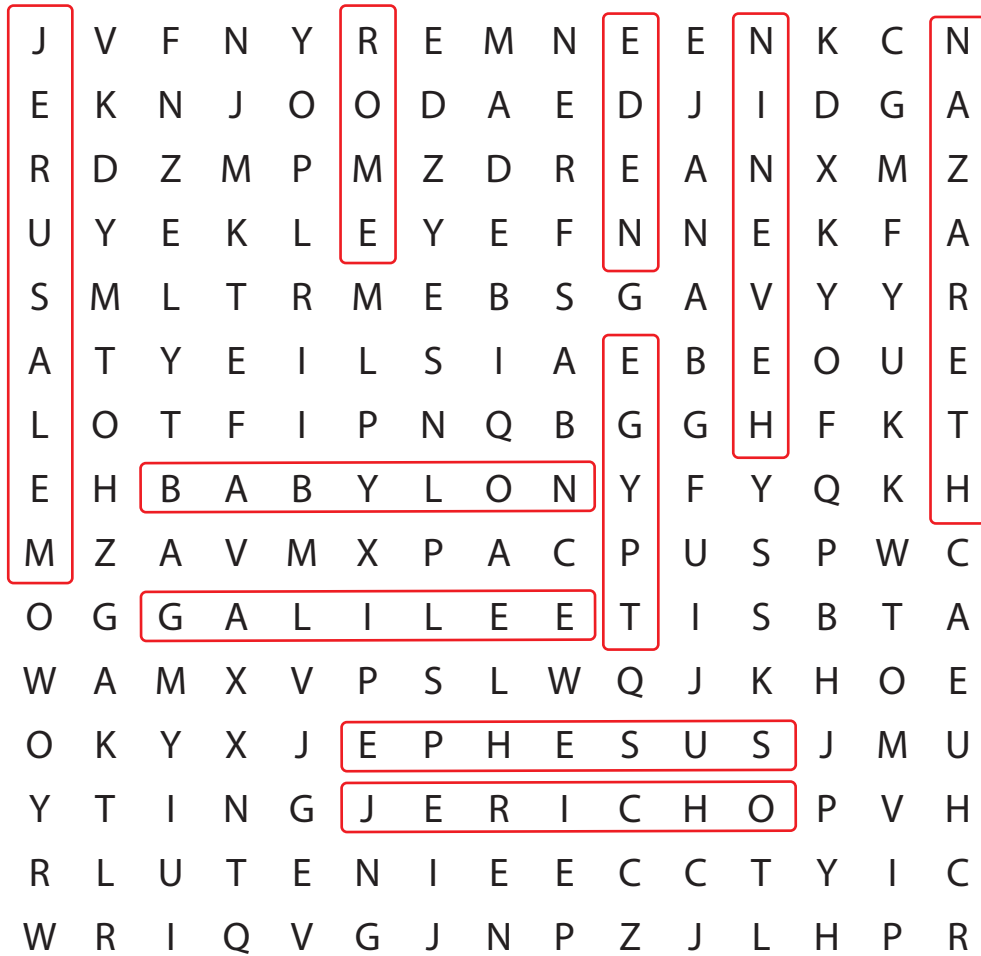 J V F N Y R E M N E E N K C N
E K N J O O D A E D J I D G A
R D Z M P M Z D R E A N X M Z
U Y E K L E Y E F N N E K F A
S M L T R M E B S G A V Y Y R
A T Y E I L S I A E B E O U E
L O T F I P N Q B G G H F K T
E H B A B Y L O N Y F Y Q K H
M Z A V M X P A C P U S P W C
O G G A L I L E E T I S B T A
W A M X V P S L W Q J K H O E
O K Y X J E P H E S U S J M U
Y T I N G J E R I C H O P V H
R L U T E N I E E C C T Y I C
W R I Q V G J N P Z J L H P R